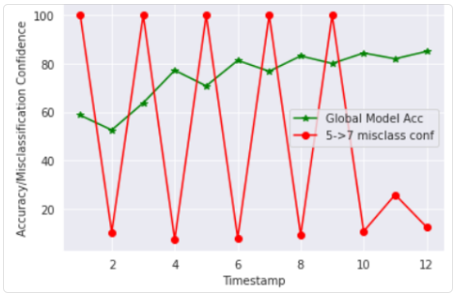 100
80
60
40
20
Accuracy/Misclassification Confidence
Global Model Acc
5->7 misclass conf
2 4 6 8 10 12
Timestamp